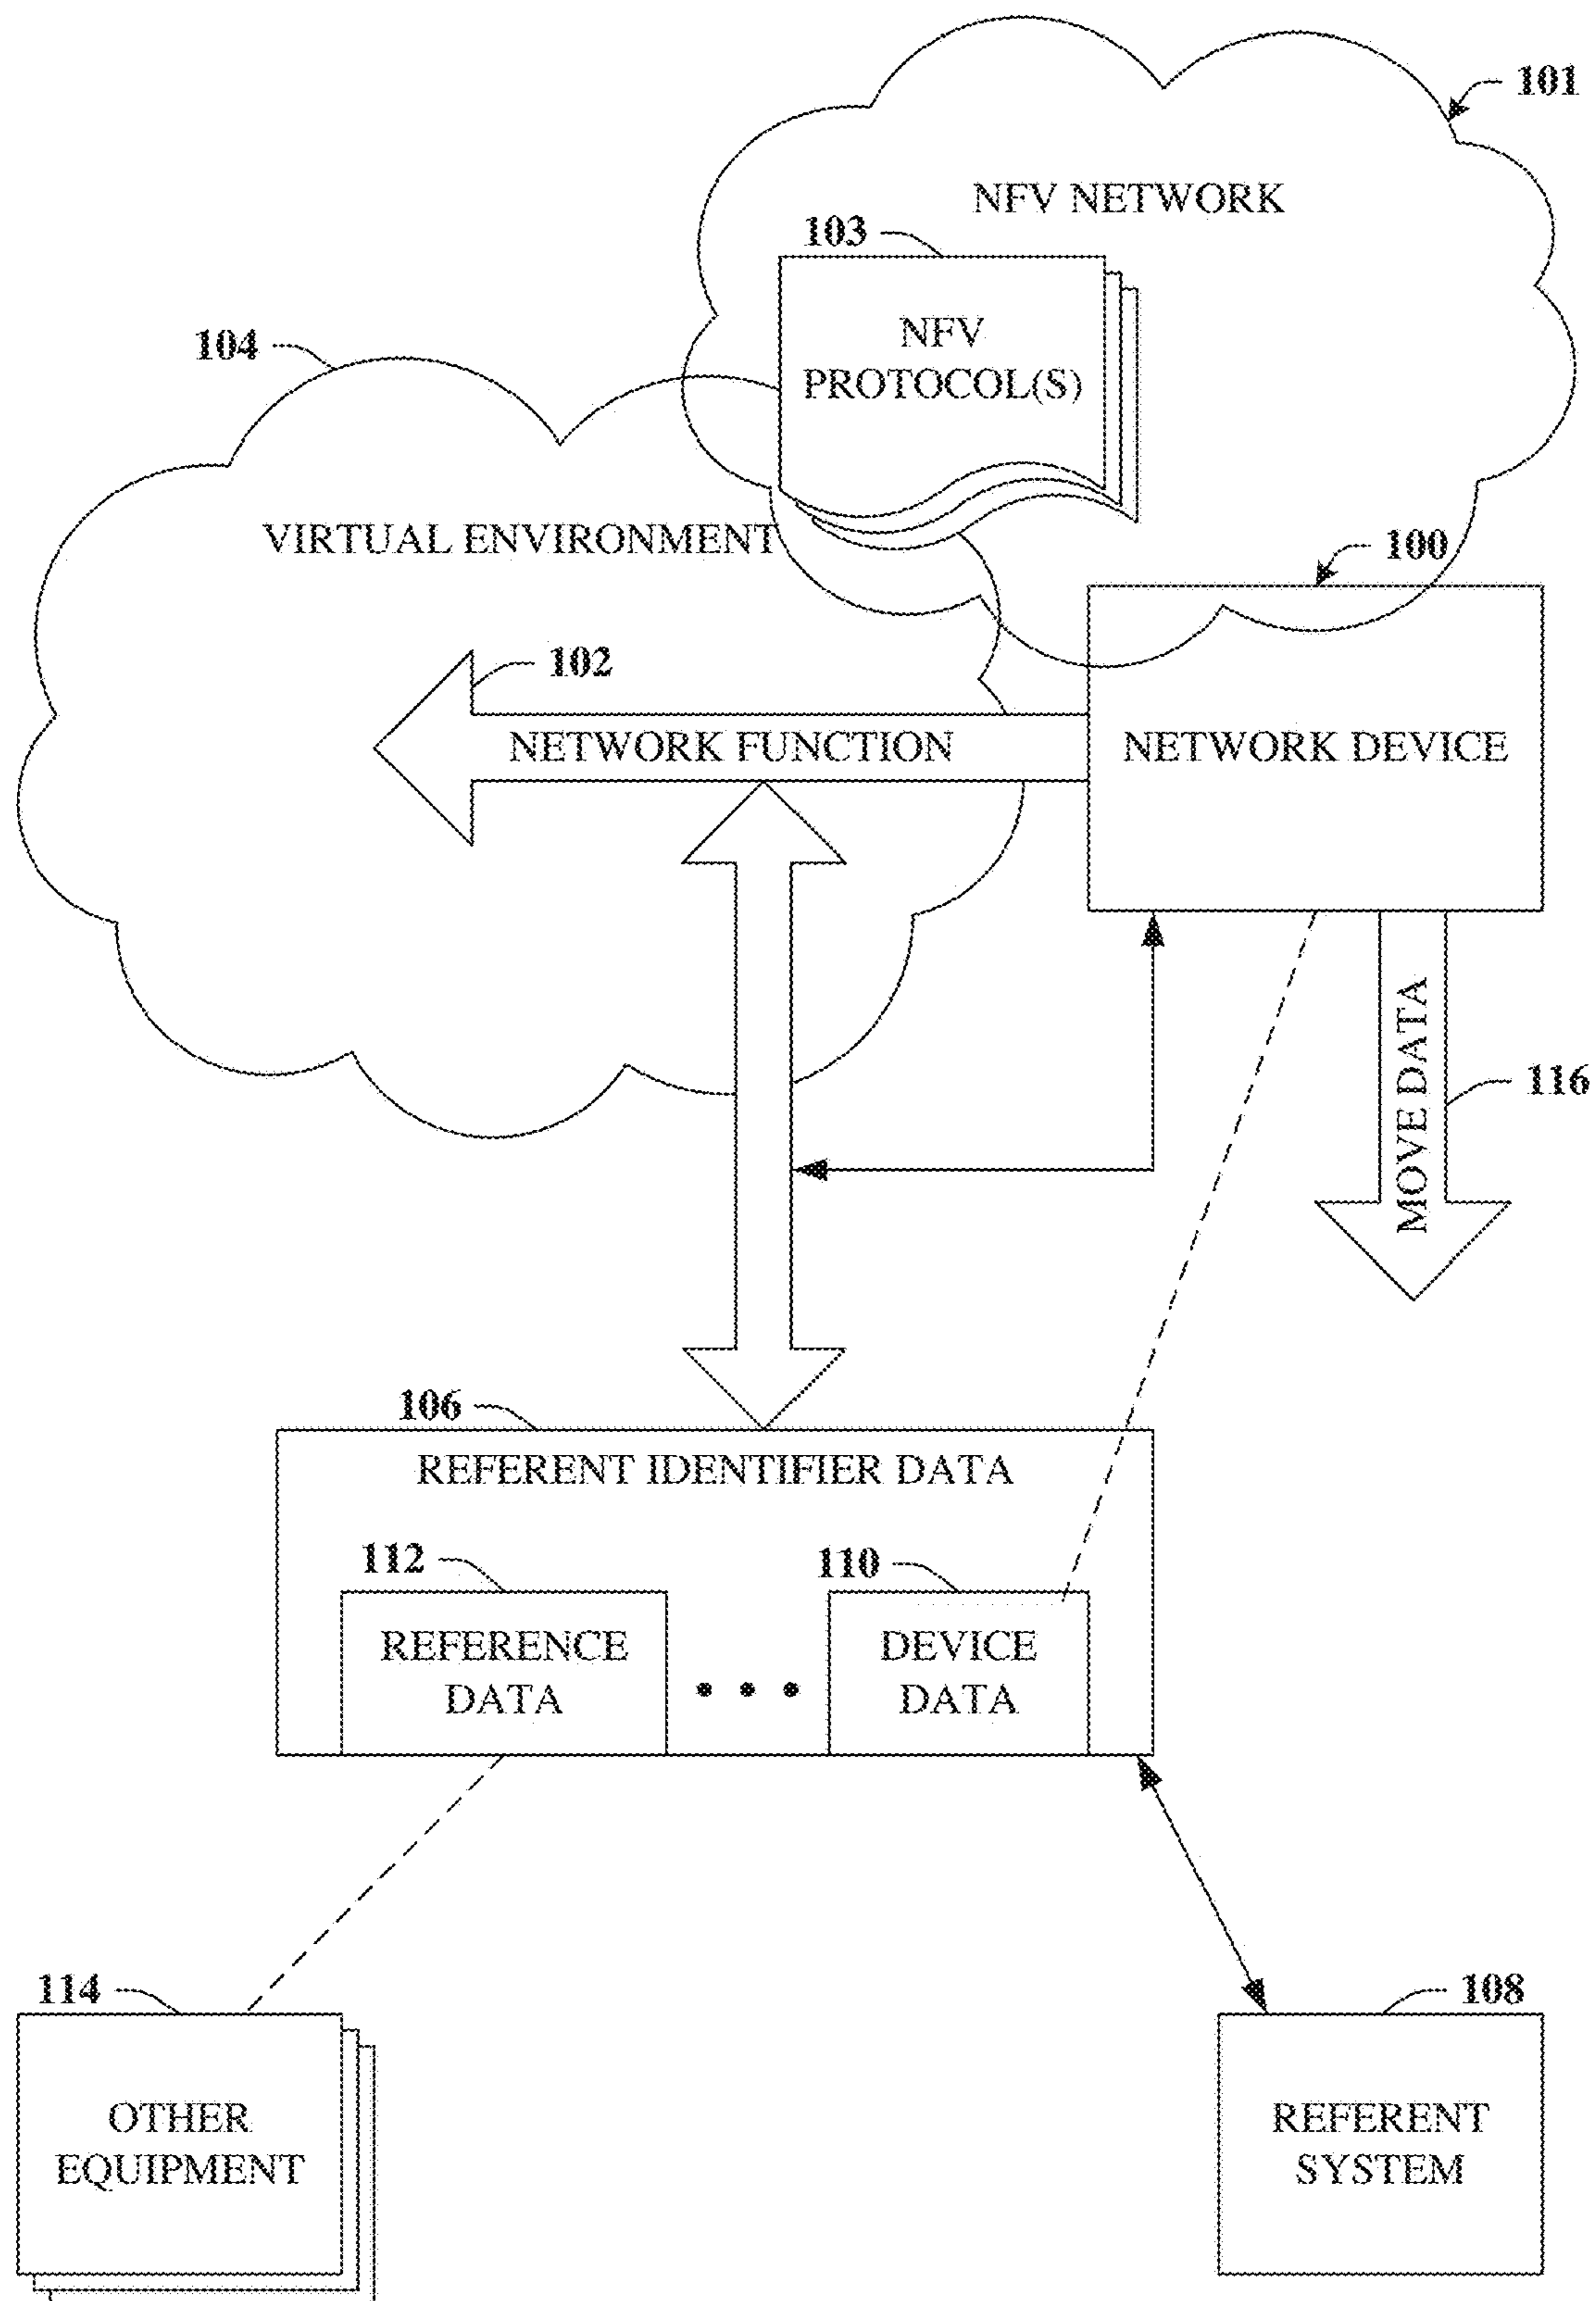 101
NFV NETWORK
103
NFV
PROTOCOL(S)
104
VIRTUAL ENVIRONMENT
100
102
NETWORK FUNCTION
NETWORK DEVICE
MOVE DATA
116
106
REFERENT IDENTIFIER DATA
112
110
REFERENCE
DATA
DEVICE
DATA
114
108
OTHER
EQUIPMENT
REFERENT
SYSTEM